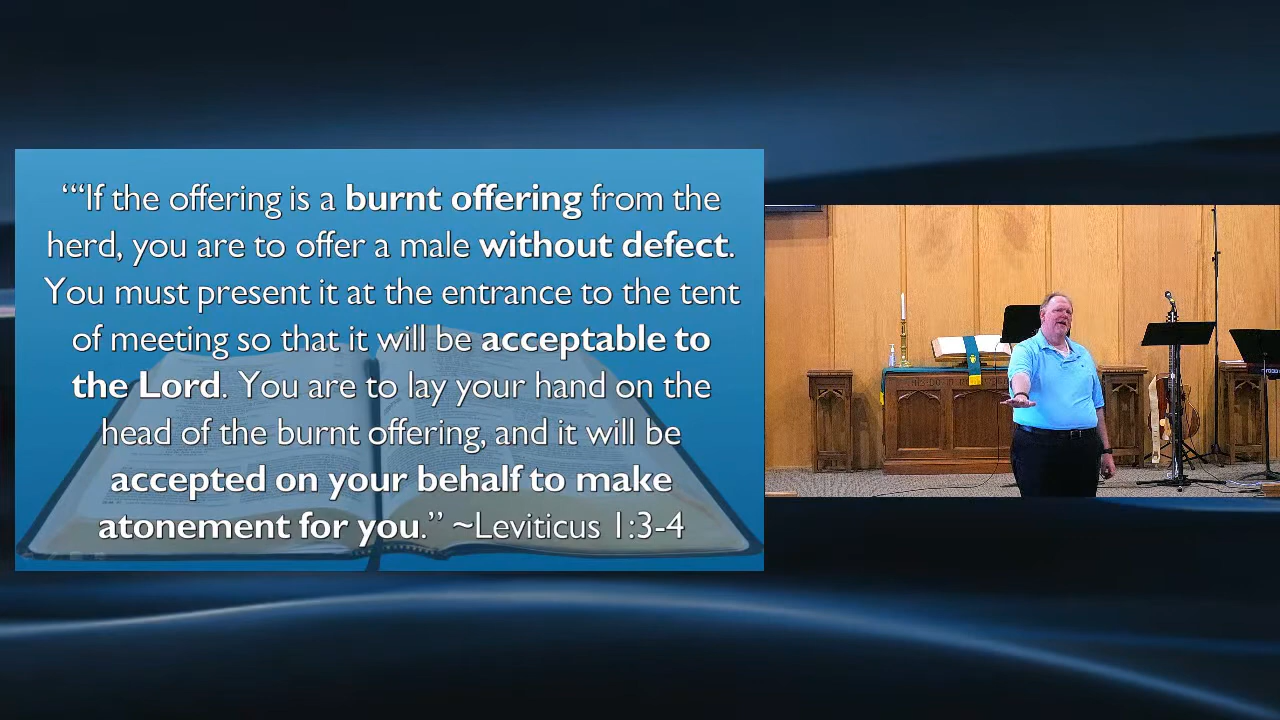 “‘If the offering is a burnt offering from the
herd, you are to offer a male without defect.
You must present it at the entrance to the tent
of meeting so that it will be acceptable to
the Lord. You are to lay your hand on the
head of the burnt offering, and it will be
accepted on your behalf to make
atonement for you.” ~Leviticus 1:3-4